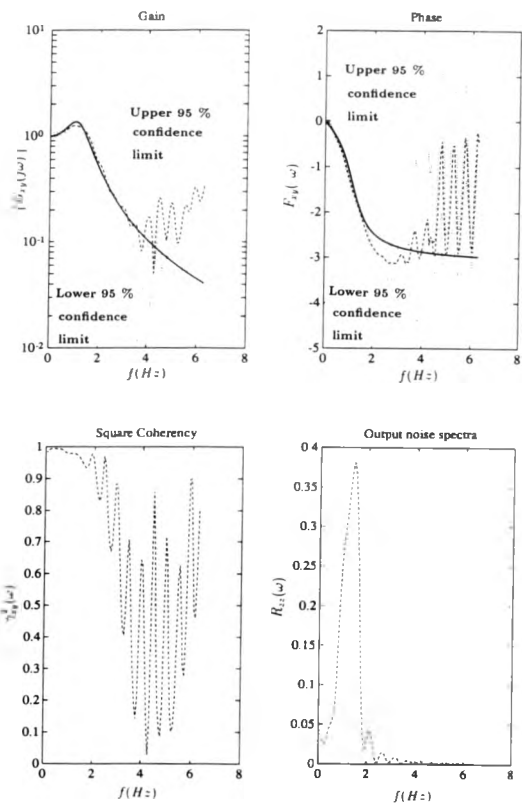 Gain
10¹
10⁰
10⁻¹
10⁻²
Upper 95 %
confidence
limit
Lower 95 %
confidence
limit
0 2 4 6 8
f(Hz)
Phase
2
1
0
-1
-2
-3
-4
-5
F_xy( ω)
Upper 95 %
confidence
limit
Lower 95 %
confidence
limit
0 2 4 6 8
f(Hz)
Square Coherency
1
0.9
0.8
0.7
0.6
0.5
0.4
0.3
0.2
0.1
0
γ²_xy(ω)
0 2 4 6 8
f(Hz)
Output noise spectra
0.4
0.35
0.3
0.25
0.2
0.15
0.1
0.05
0
R_zz(ω)
0 2 4 6 8
f(Hz)